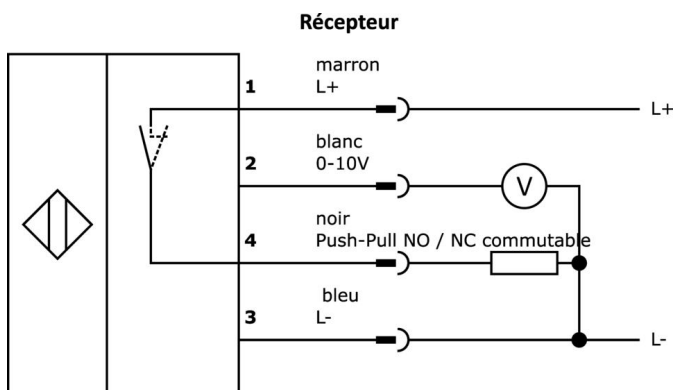 Récepteur
marron
1 L+ L+
blanc
2 0-10V V
noir
4 Push-Pull NO / NC commutable
bleu
3 L- L-